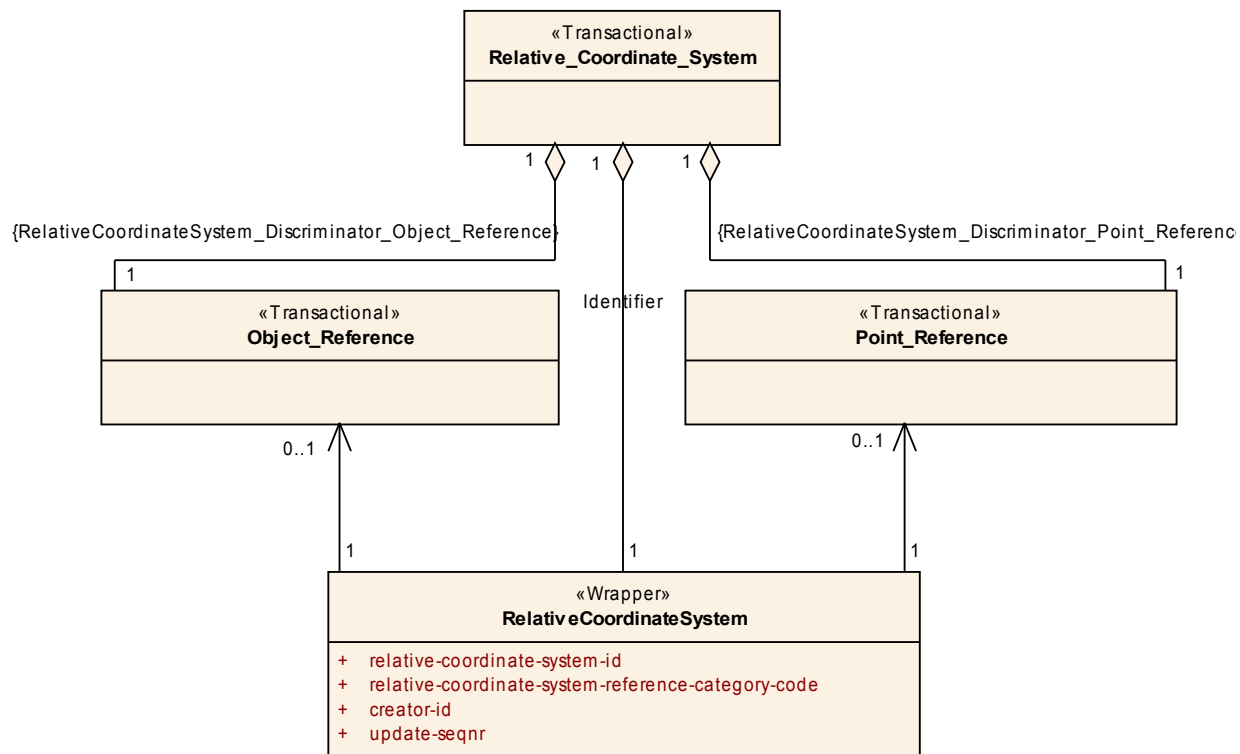 «Transactional»
Relative_Coordinate_System
1
1
1
{RelativeCoordinateSystem_Discriminator_Object_Reference}
{RelativeCoordinateSystem_Discriminator_Point_Reference
1
1
«Transactional»
Object_Reference
Identifier
«Transactional»
Point_Reference
0..1
0..1
1
1
1
«Wrapper»
RelativeCoordinateSystem
+ relative-coordinate-system-id
+ relative-coordinate-system-reference-category-code
+ creator-id
+ update-seqnr